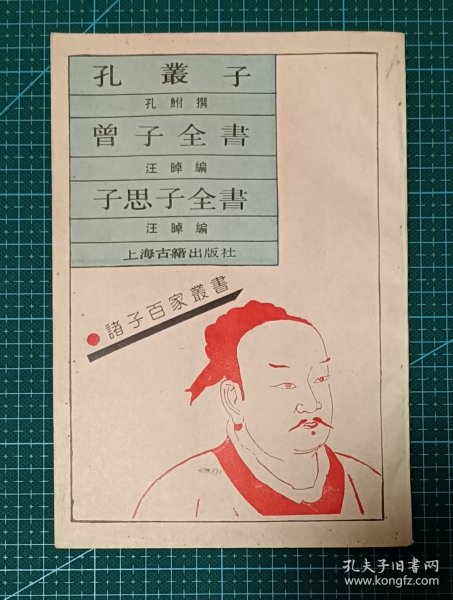 孔叢子
孔鮒撰
曾子全書
汪晫編
子思子全書
汪晫編
上海古籍出版社
諸子百家叢書
孔夫子旧書网
www.kongfz.com